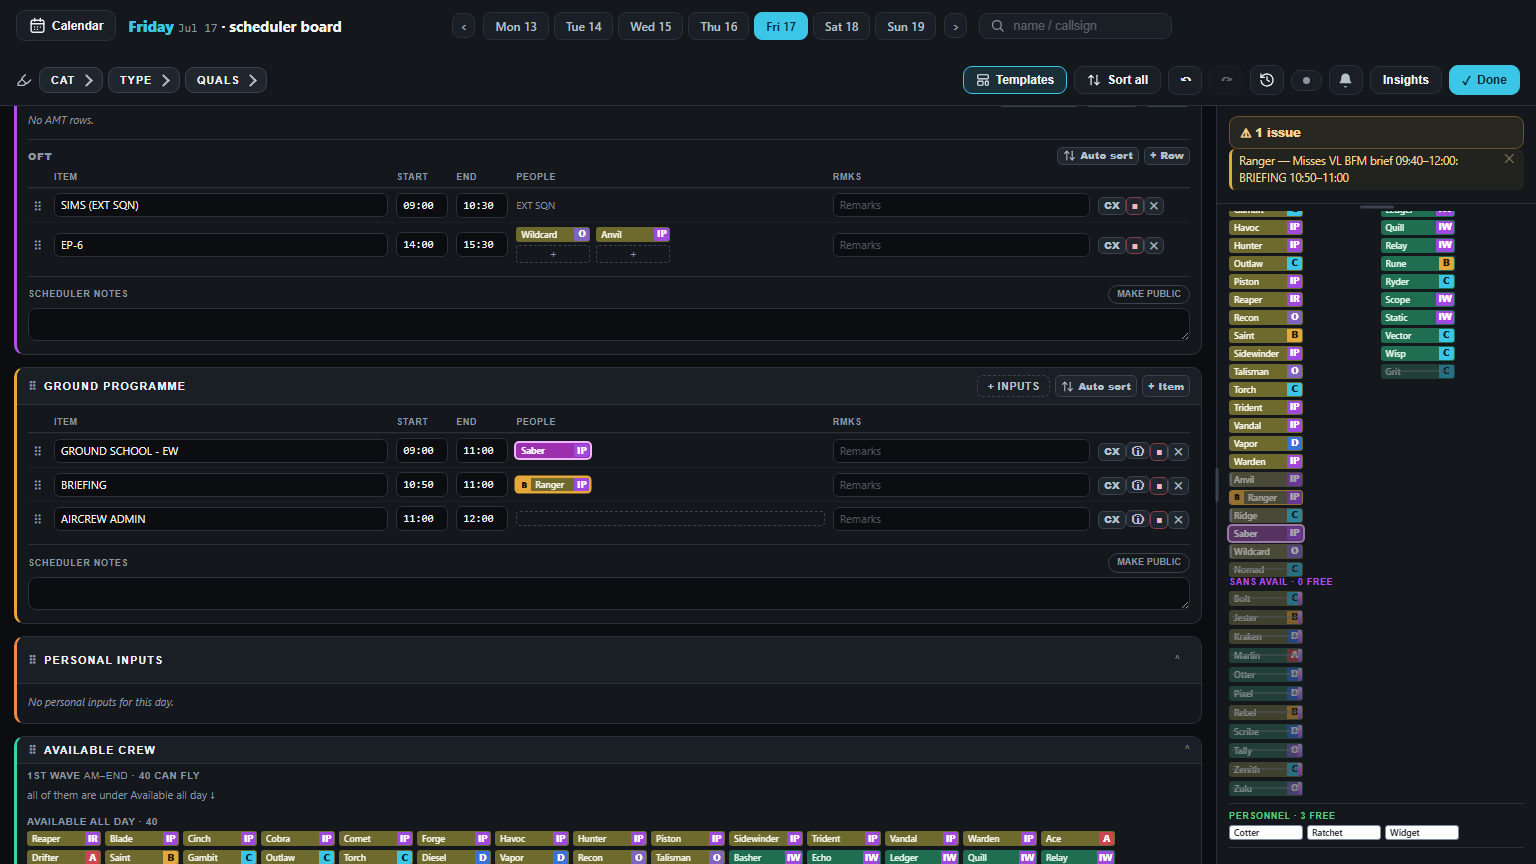 Calendar
Friday Jul 17 · scheduler board
‹ Mon 13 Tue 14 Wed 15 Thu 16 Fri 17 Sat 18 Sun 19 ›
name / callsign
CAT TYPE QUALS
Templates Sort all Insights ✓ Done
No AMT rows.
OFT Auto sort + Row
ITEM START END PEOPLE RMKS
SIMS (EXT SQN) 09:00 10:30 EXT SQN Remarks CX
EP-6 14:00 15:30 Wildcard O Anvil IP Remarks CX
+ +
SCHEDULER NOTES MAKE PUBLIC
GROUND PROGRAMME + INPUTS Auto sort + Item
ITEM START END PEOPLE RMKS
GROUND SCHOOL - EW 09:00 11:00 Saber IP Remarks CX
BRIEFING 10:50 11:00 B Ranger IP Remarks CX
AIRCREW ADMIN 11:00 12:00 Remarks CX
SCHEDULER NOTES MAKE PUBLIC
PERSONAL INPUTS
No personal inputs for this day.
AVAILABLE CREW
1ST WAVE AM–END · 40 CAN FLY
all of them are under Available all day ↓
AVAILABLE ALL DAY · 40
Reaper IR Blade IP Cinch IP Cobra IP Comet IP Forge IP Havoc IP Hunter IP Piston IP Sidewinder IP Trident IP Vandal IP Warden IP Ace A
Drifter A Saint B Gambit C Outlaw C Torch C Diesel D Vapor D Recon O Talisman O Basher IW Echo IW Ledger IW Quill IW Relay IW
⚠ 1 issue
Ranger — Misses VL BFM brief 09:40–12:00:
BRIEFING 10:50–11:00
Gambit C
Havoc IP
Hunter IP
Outlaw C
Piston IP
Reaper IR
Recon O
Saint B
Sidewinder IP
Talisman O
Torch C
Trident IP
Vandal IP
Vapor D
Warden IP
Anvil IP
B Ranger IP
Ridge C
Saber IP
Wildcard O
Nomad C
Ledger IW
Quill IW
Relay IW
Rune B
Ryder C
Scope IW
Static IW
Vector C
Wisp C
Grit C
SANS AVAIL · 0 FREE
Bolt C
Jester B
Kraken D
Marlin A
Otter D
Pixel D
Rebel B
Scribe D
Tally O
Zenith C
Zulu O
PERSONNEL · 3 FREE
Cotter Ratchet Widget